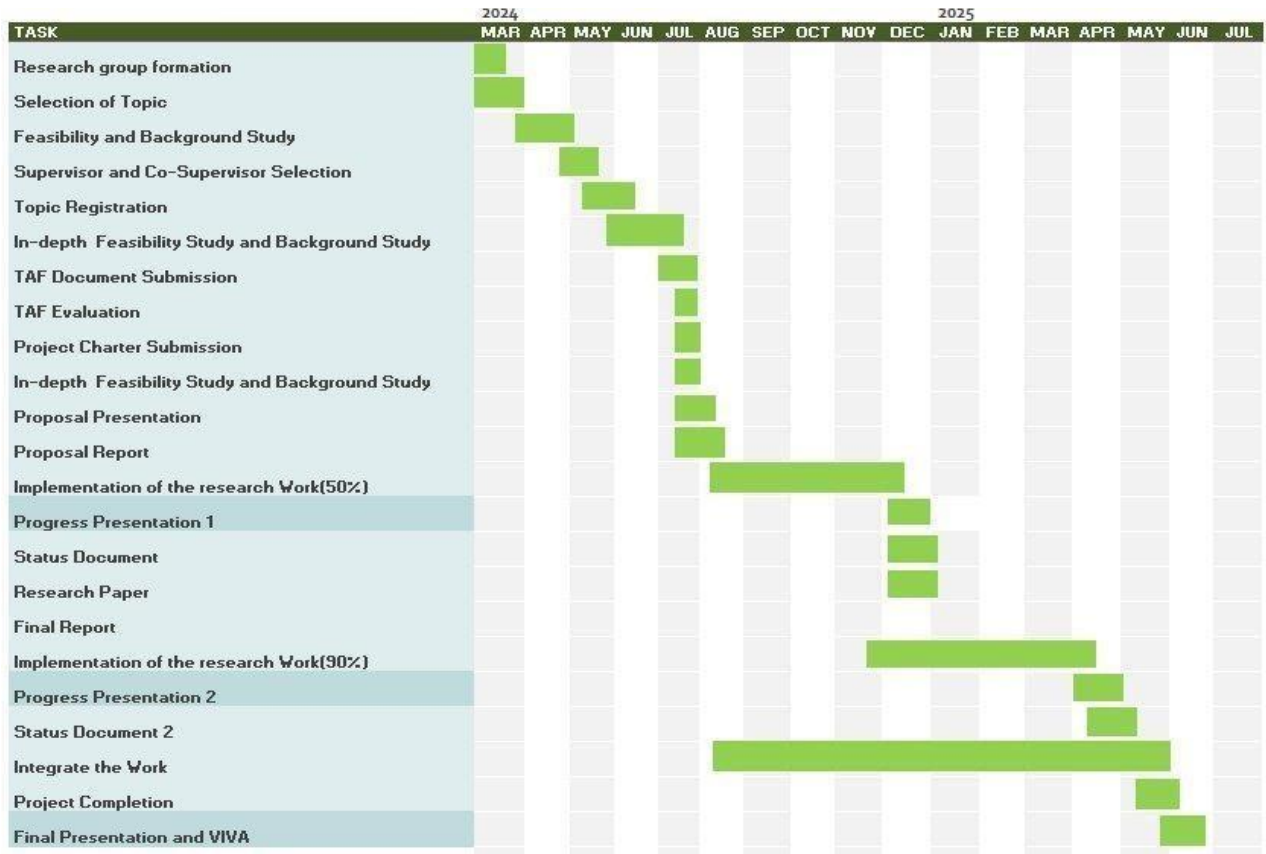 2024 2025
TASK MAR APR MAY JUN JUL AUG SEP OCT NOV DEC JAN FEB MAR APR MAY JUN JUL
Research group formation
Selection of Topic
Feasibility and Background Study
Supervisor and Co-Supervisor Selection
Topic Registration
In-depth Feasibility Study and Background Study
TAF Document Submission
TAF Evaluation
Project Charter Submission
In-depth Feasibility Study and Background Study
Proposal Presentation
Proposal Report
Implementation of the research Work(50%)
Progress Presentation 1
Status Document
Research Paper
Final Report
Implementation of the research Work(90%)
Progress Presentation 2
Status Document 2
Integrate the Work
Project Completion
Final Presentation and VIVA